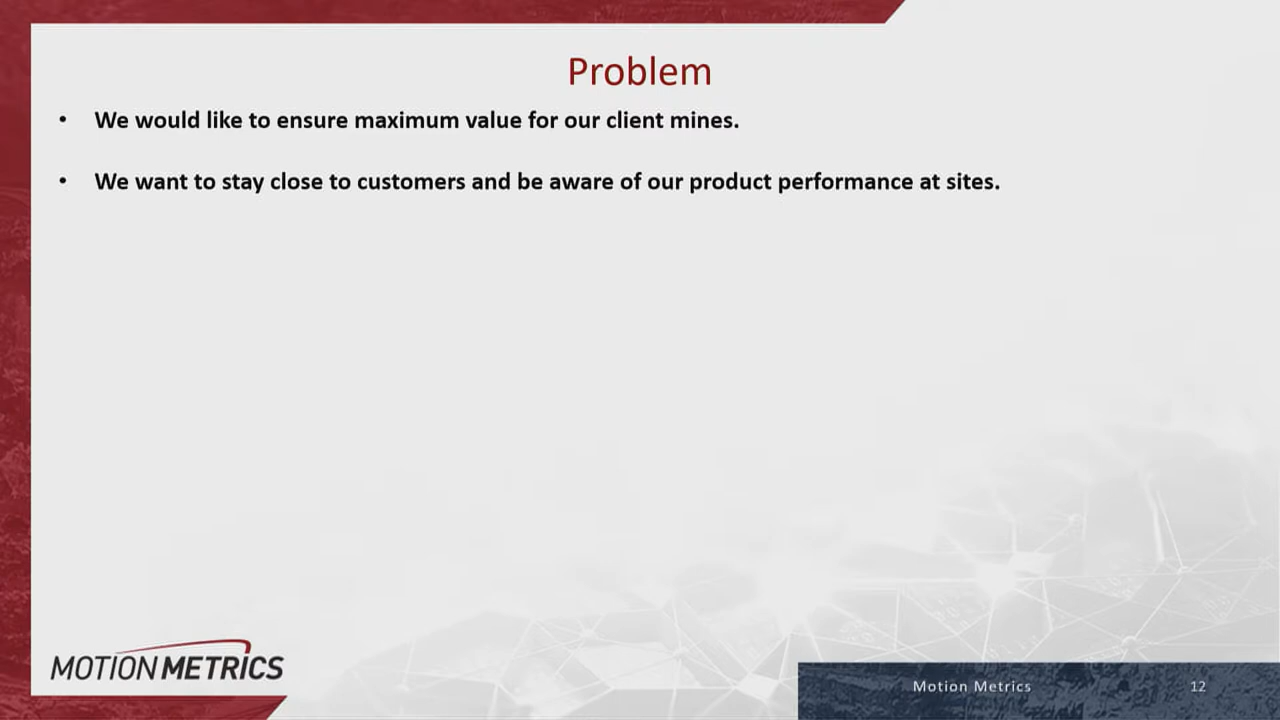 Problem
• We would like to ensure maximum value for our client mines.
• We want to stay close to customers and be aware of our product performance at sites.
MOTION METRICS
Motion Metrics 12